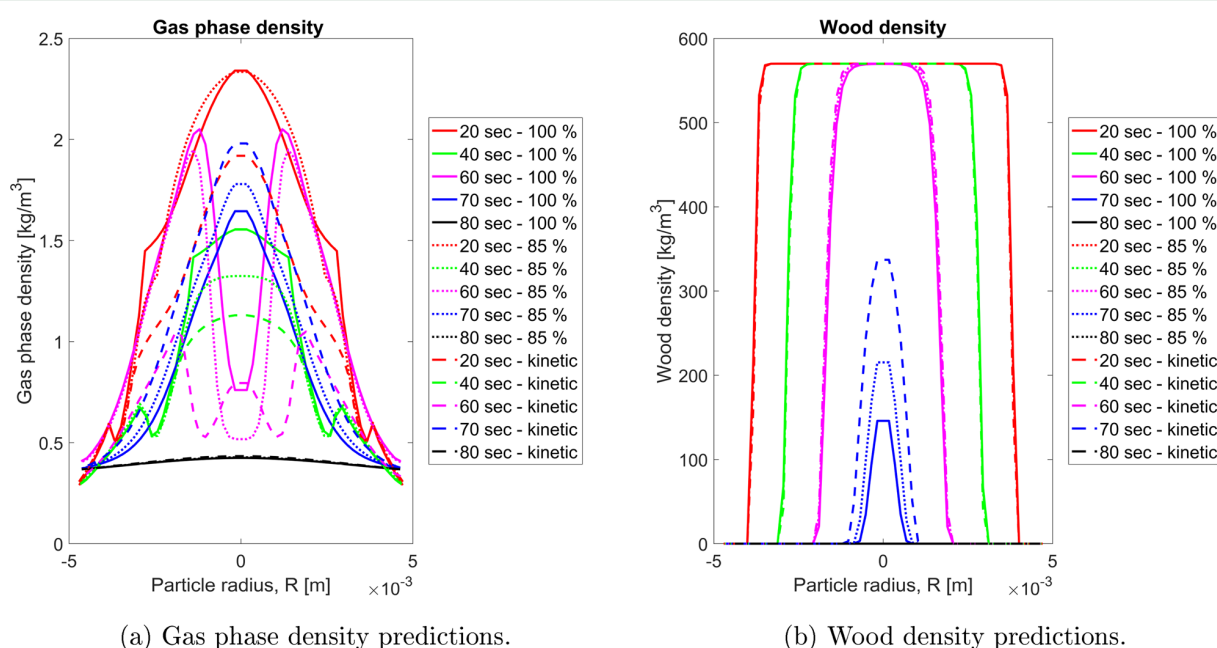 Gas phase density
2.5
2
1.5
1
0.5
0
-5
0
5
×10-3
Gas phase density [kg/m3]
Particle radius, R [m]
20 sec - 100 %
40 sec - 100 %
60 sec - 100 %
70 sec - 100 %
80 sec - 100 %
20 sec - 85 %
40 sec - 85 %
60 sec - 85 %
70 sec - 85 %
80 sec - 85 %
20 sec - kinetic
40 sec - kinetic
60 sec - kinetic
70 sec - kinetic
80 sec - kinetic
(a) Gas phase density predictions.
Wood density
600
500
400
300
200
100
0
-5
0
5
×10-3
Wood density [kg/m3]
Particle radius, R [m]
20 sec - 100 %
40 sec - 100 %
60 sec - 100 %
70 sec - 100 %
80 sec - 100 %
20 sec - 85 %
40 sec - 85 %
60 sec - 85 %
70 sec - 85 %
80 sec - 85 %
20 sec - kinetic
40 sec - kinetic
60 sec - kinetic
70 sec - kinetic
80 sec - kinetic
(b) Wood density predictions.